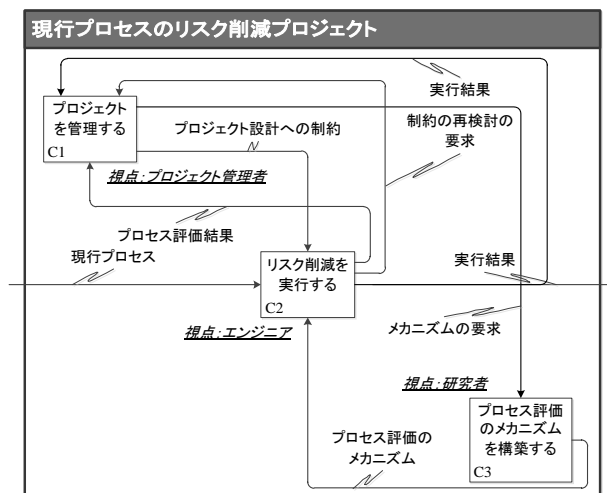 現行プロセスのリスク削減プロジェクト
実行結果
プロジェクト
を管理する
C1
プロジェクト設計への制約
制約の再検討の
要求
視点:プロジェクト管理者
プロセス評価結果
現行プロセス
リスク削減を
実行する
C2
実行結果
視点:エンジニア
メカニズムの要求
視点:研究者
プロセス評価
のメカニズム
を構築する
C3
プロセス評価の
メカニズム